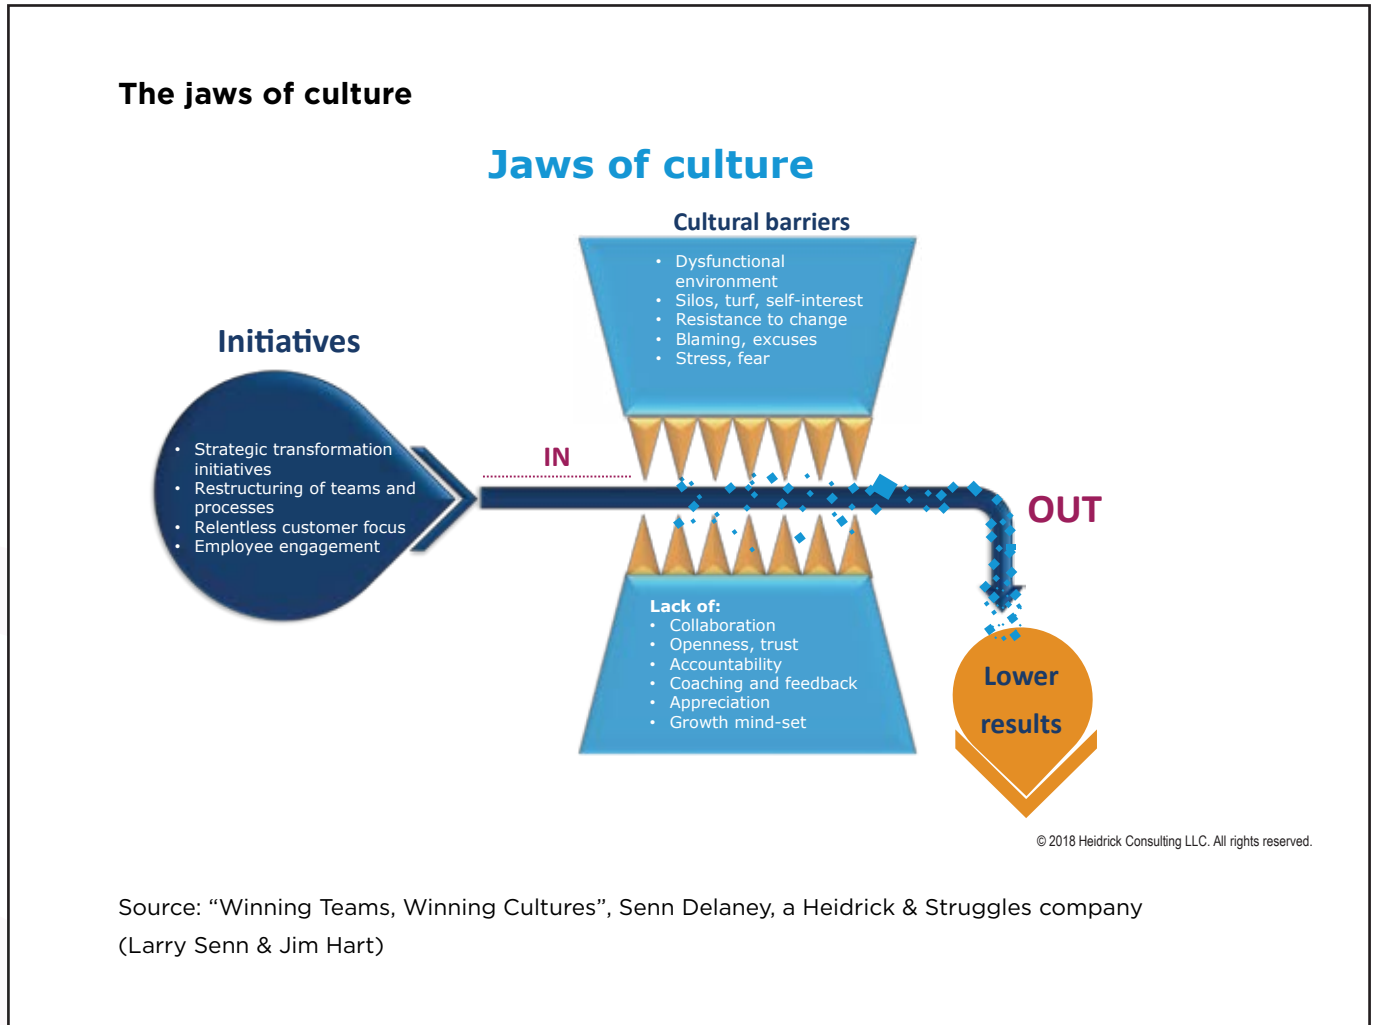 The jaws of culture
Jaws of culture
Cultural barriers
• Dysfunctional
environment
• Silos, turf, self-interest
• Resistance to change
• Blaming, excuses
• Stress, fear
Initiatives
• Strategic transformation
initiatives
• Restructuring of teams and
processes
• Relentless customer focus
• Employee engagement
IN
OUT
Lack of:
• Collaboration
• Openness, trust
• Accountability
• Coaching and feedback
• Appreciation
• Growth mind-set
Lower
results
© 2018 Heidrick Consulting LLC. All rights reserved.
Source: “Winning Teams, Winning Cultures”, Senn Delaney, a Heidrick & Struggles company
(Larry Senn & Jim Hart)